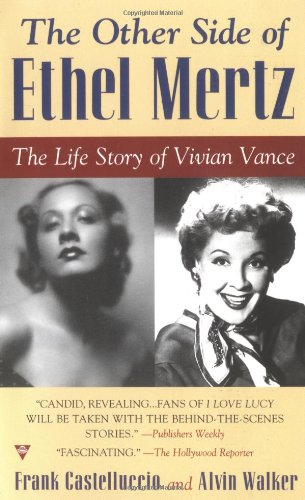 The Other Side of
Ethel Mertz
The Life Story of Vivian Vance
"CANDID, REVEALING...FANS OF I LOVE LUCY
WILL BE TAKEN WITH THE BEHIND-THE-SCENES
STORIES." —Publishers Weekly
"FASCINATING." —The Hollywood Reporter
Frank Castelluccio and Alvin Walker